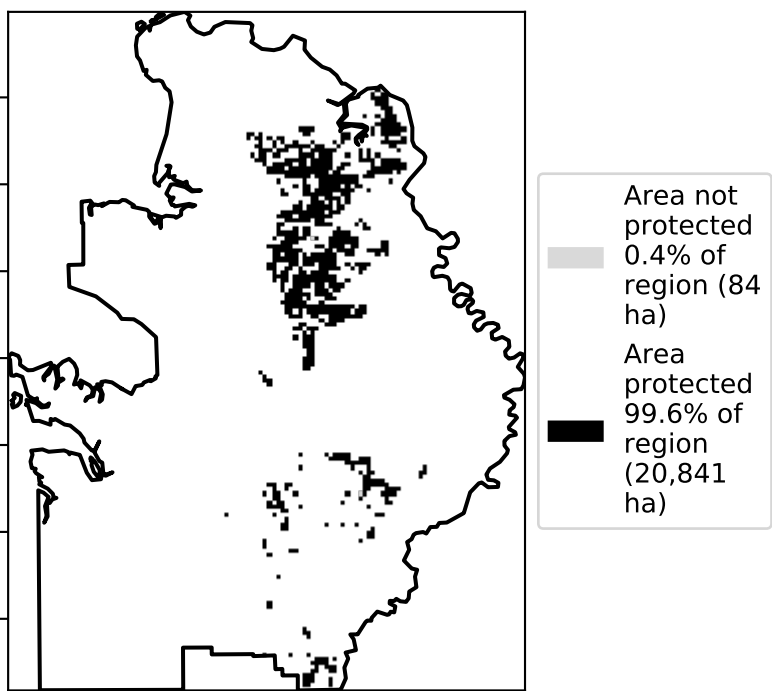 Area not
protected
0.4% of
region (84
ha)
Area
protected
99.6% of
region
(20,841
ha)